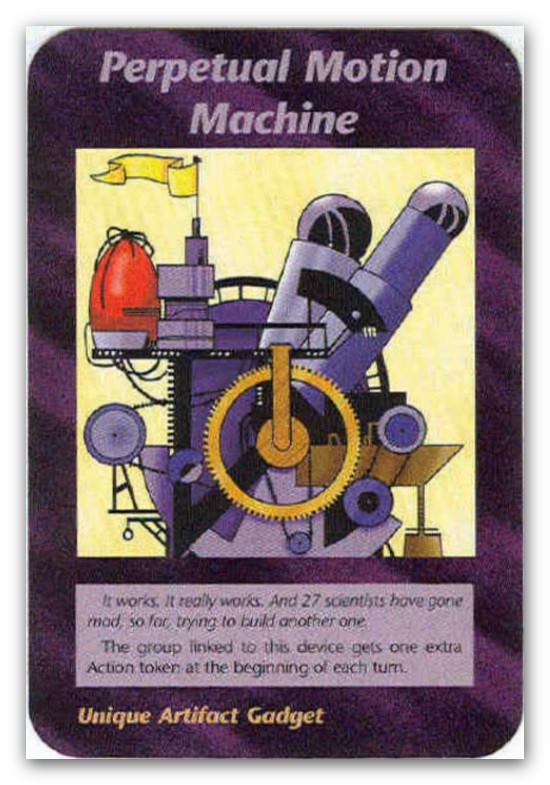 Perpetual Motion
Machine
It works. It really works. And 27 scientists have gone
mad, so far, trying to build another one.
The group linked to this device gets one extra
Action token at the beginning of each turn.
Unique Artifact Gadget